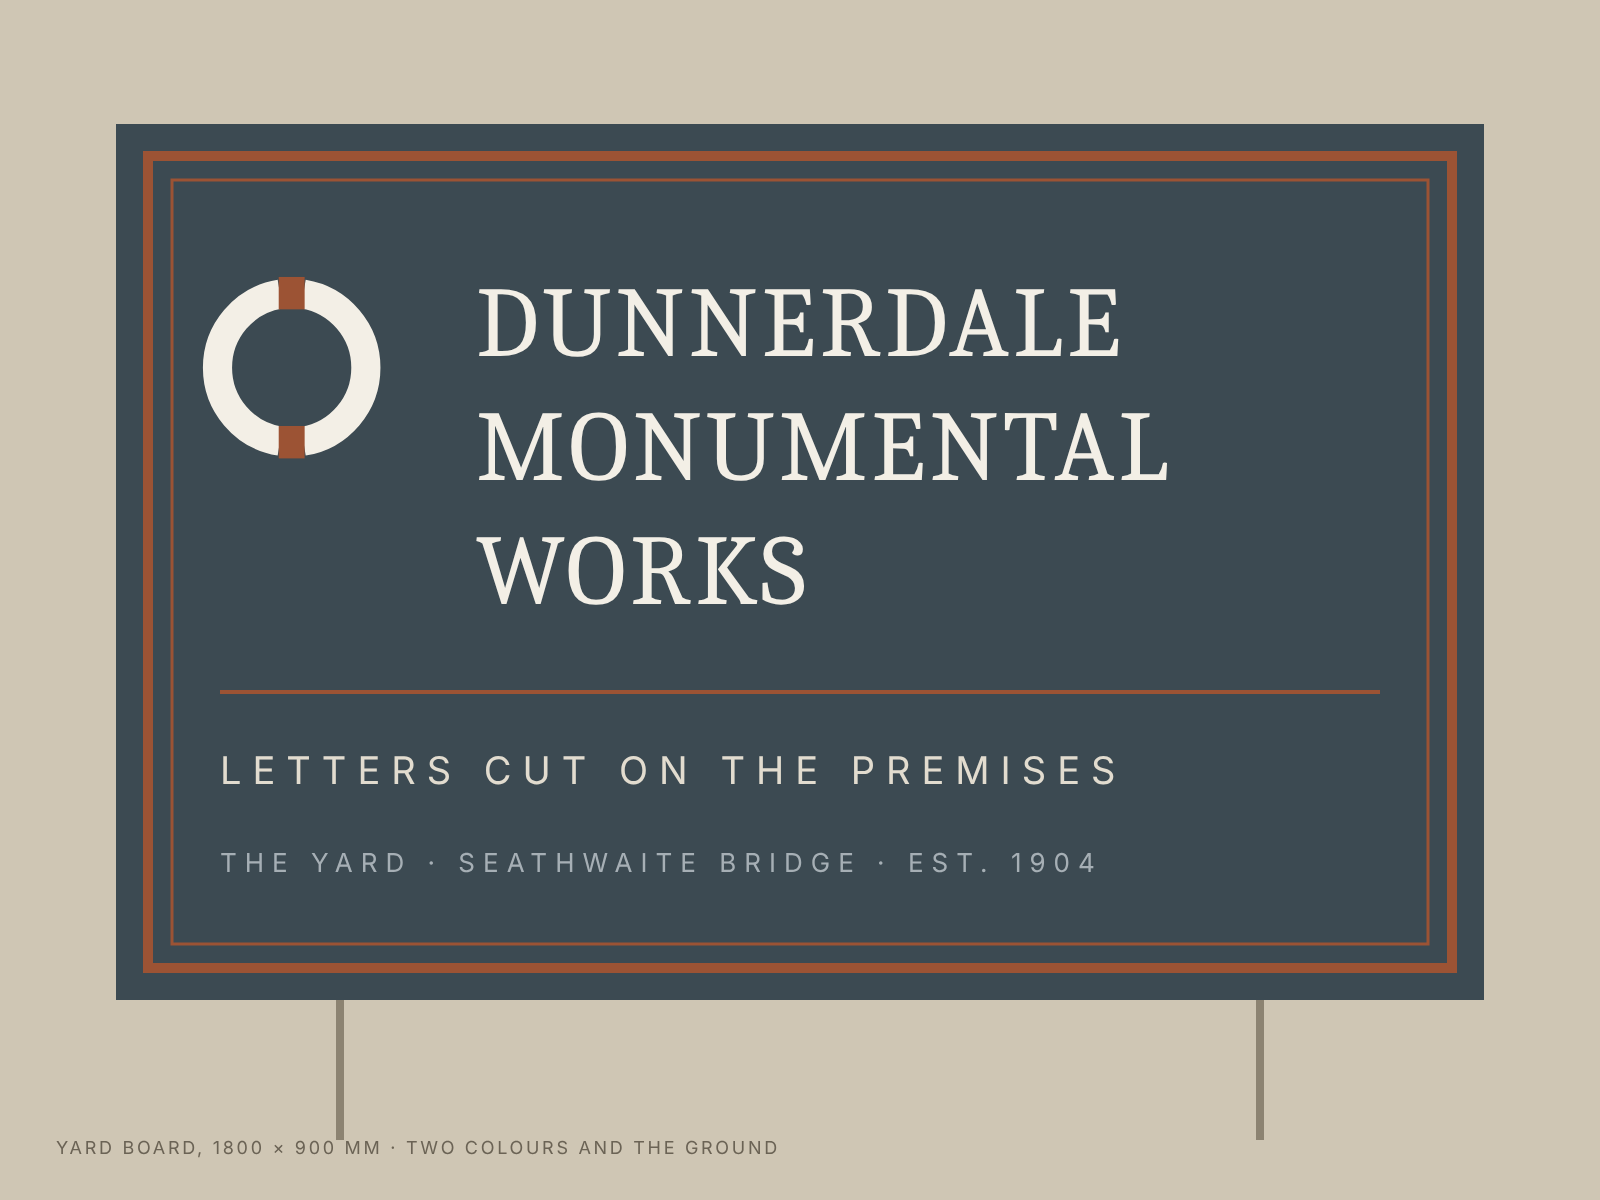 DUNNERDALE
MONUMENTAL
WORKS
LETTERS CUT ON THE PREMISES
THE YARD · SEATHWAITE BRIDGE · EST. 1904
YARD BOARD, 1800 × 900 MM · TWO COLOURS AND THE GROUND